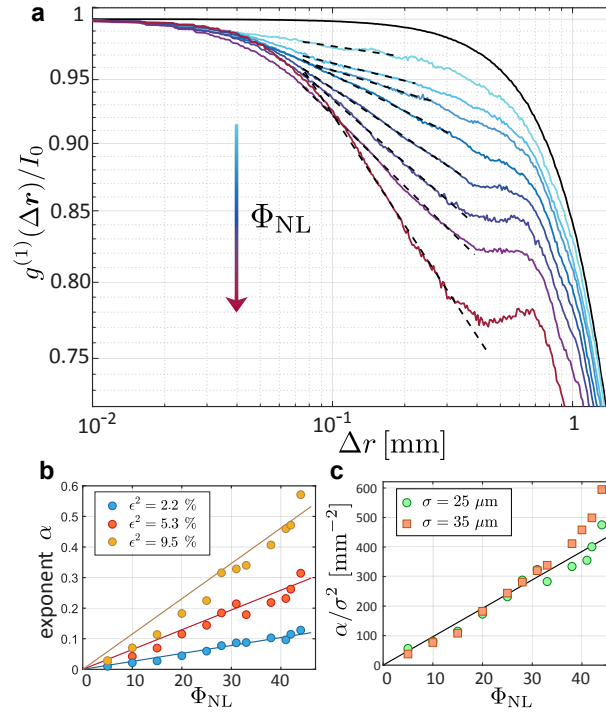 a
1
0.95
0.90
0.85
0.80
0.75
g^{(1)}(Δr)/I_0
Φ_NL
10^{-2}
10^{-1}
1
Δr [mm]
b
0.6
0.5
0.4
0.3
0.2
0.1
0
exponent α
ϵ² = 2.2 %
ϵ² = 5.3 %
ϵ² = 9.5 %
0 10 20 30 40
Φ_NL
c
600
500
400
300
200
100
0
α/σ² [mm⁻²]
σ = 25 μm
σ = 35 μm
0 10 20 30 40
Φ_NL